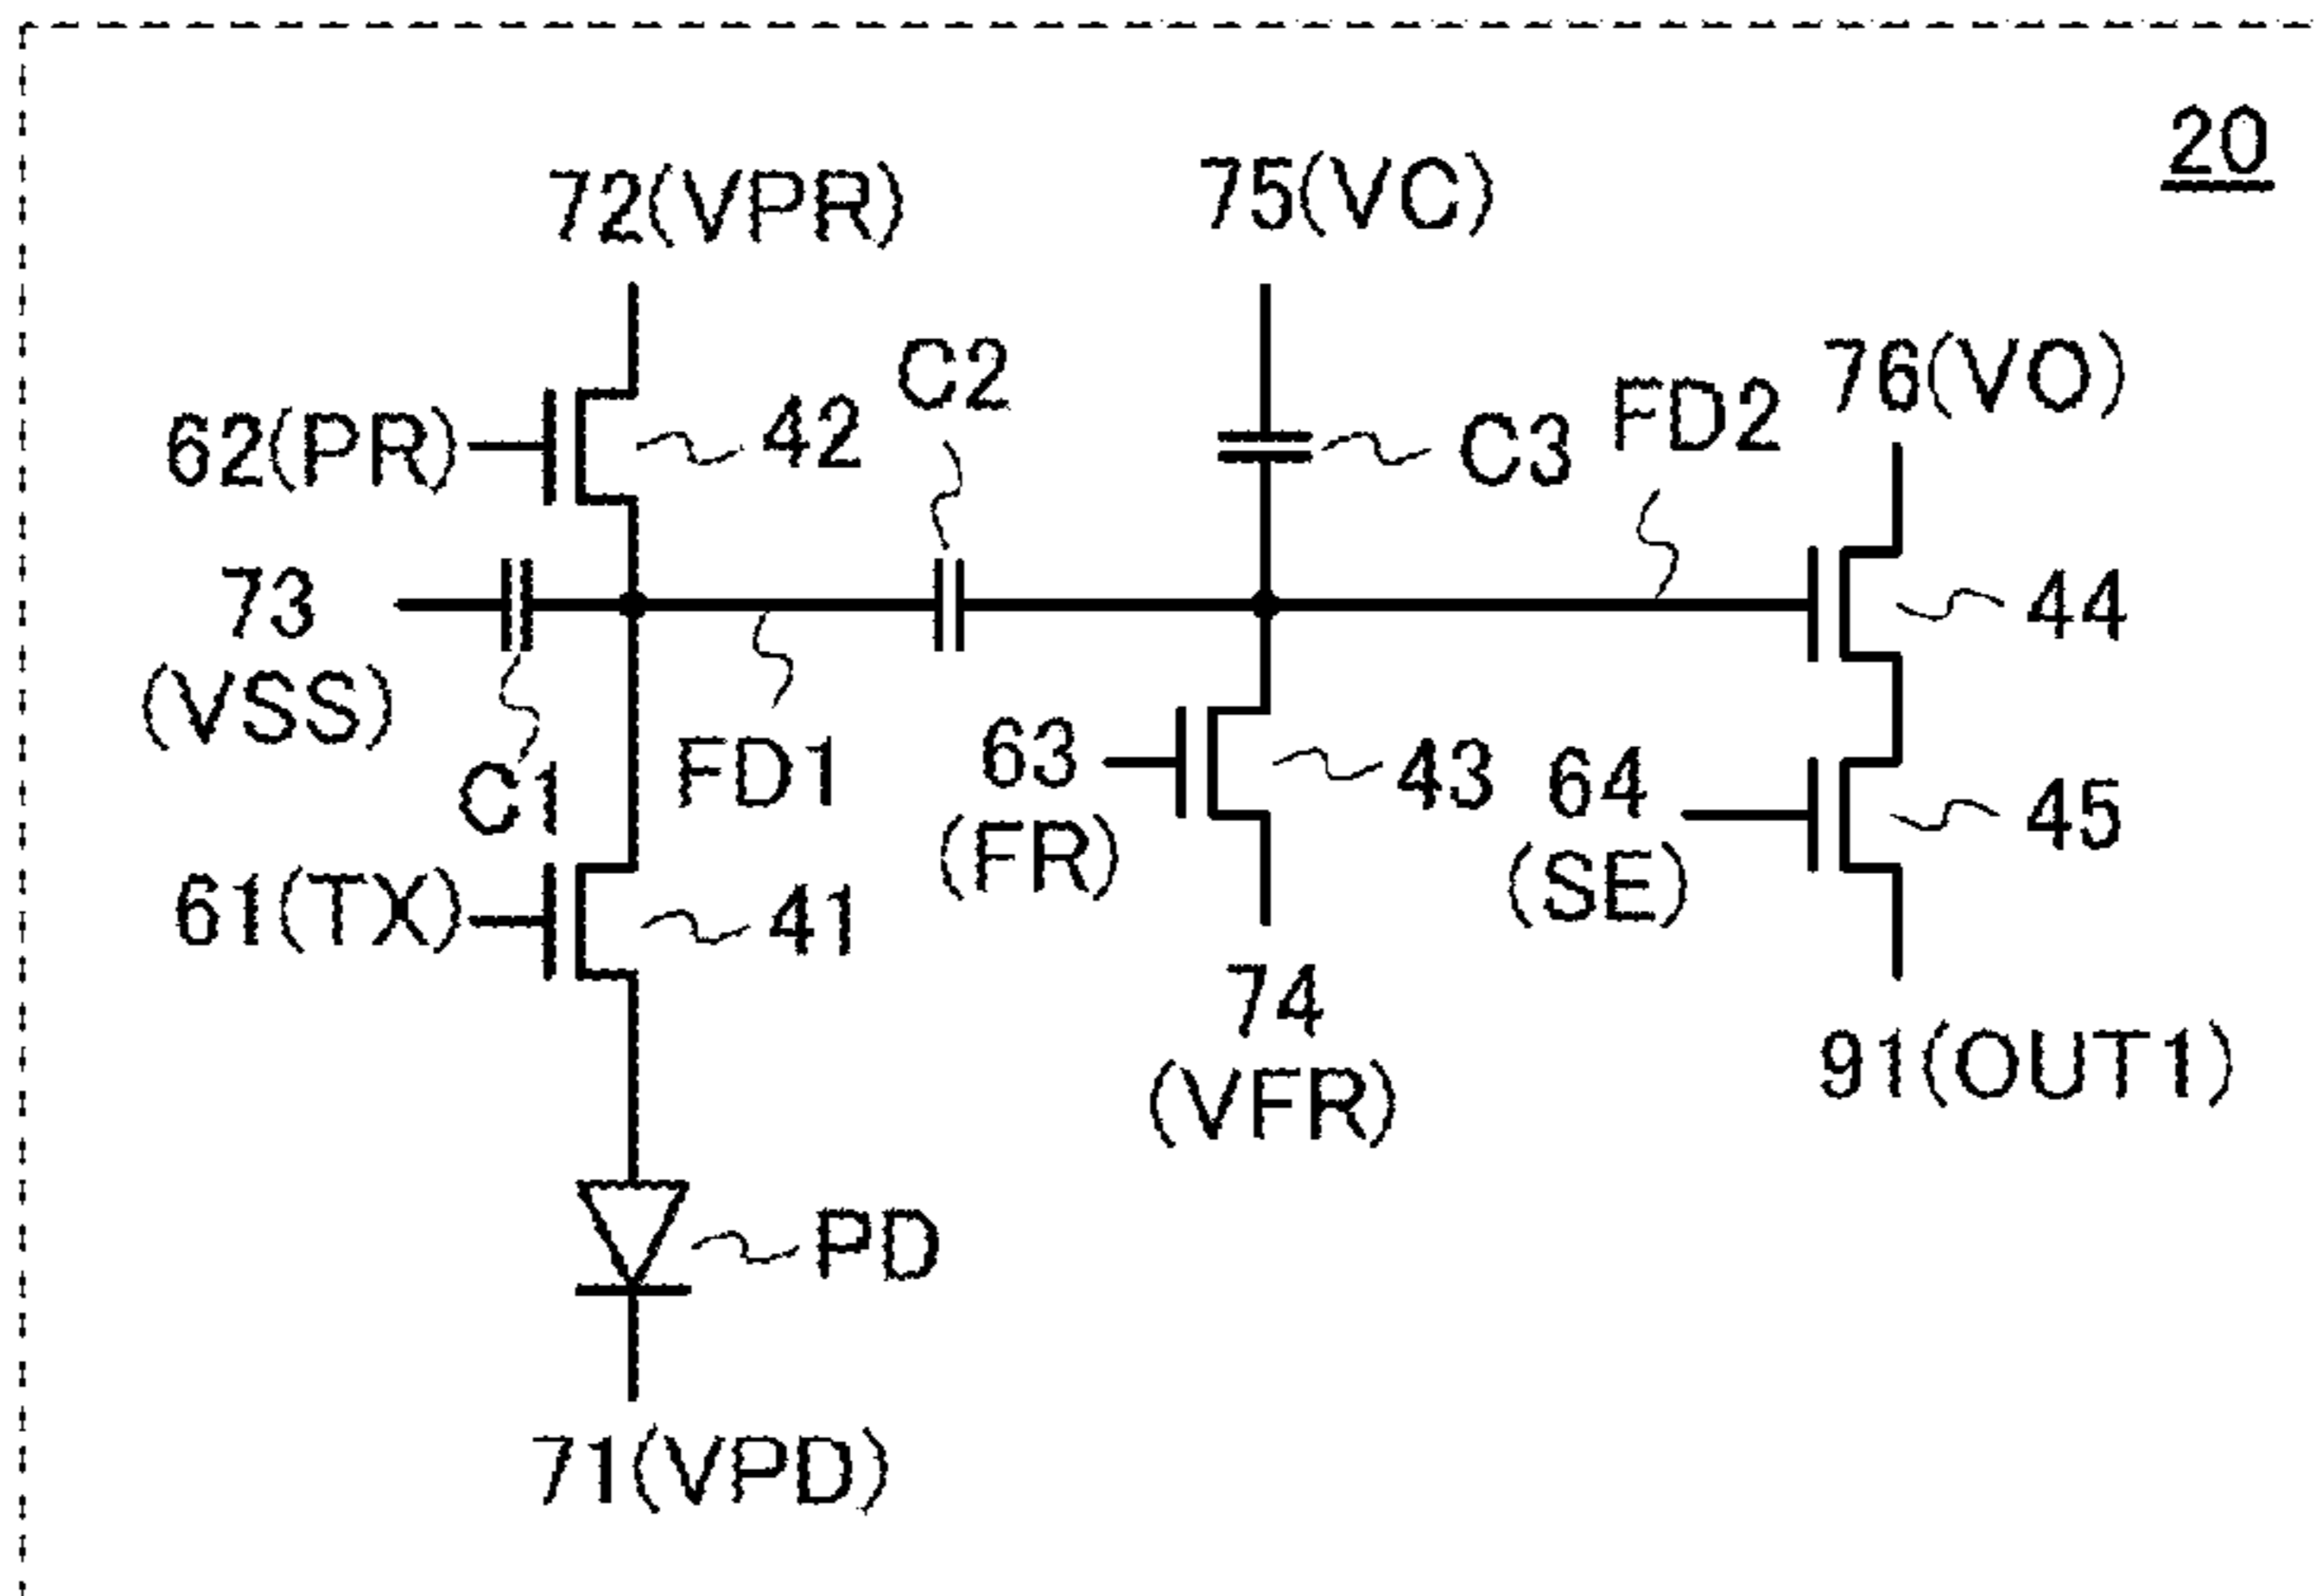 20
72(VPR)
75(VC)
C2
76(VO)
FD2
62(PR)
42
C3
73
(VSS)
44
C1
FD1
63
(FR)
43
64
(SE)
45
61(TX)
41
74
(VFR)
91(OUT1)
PD
71(VPD)